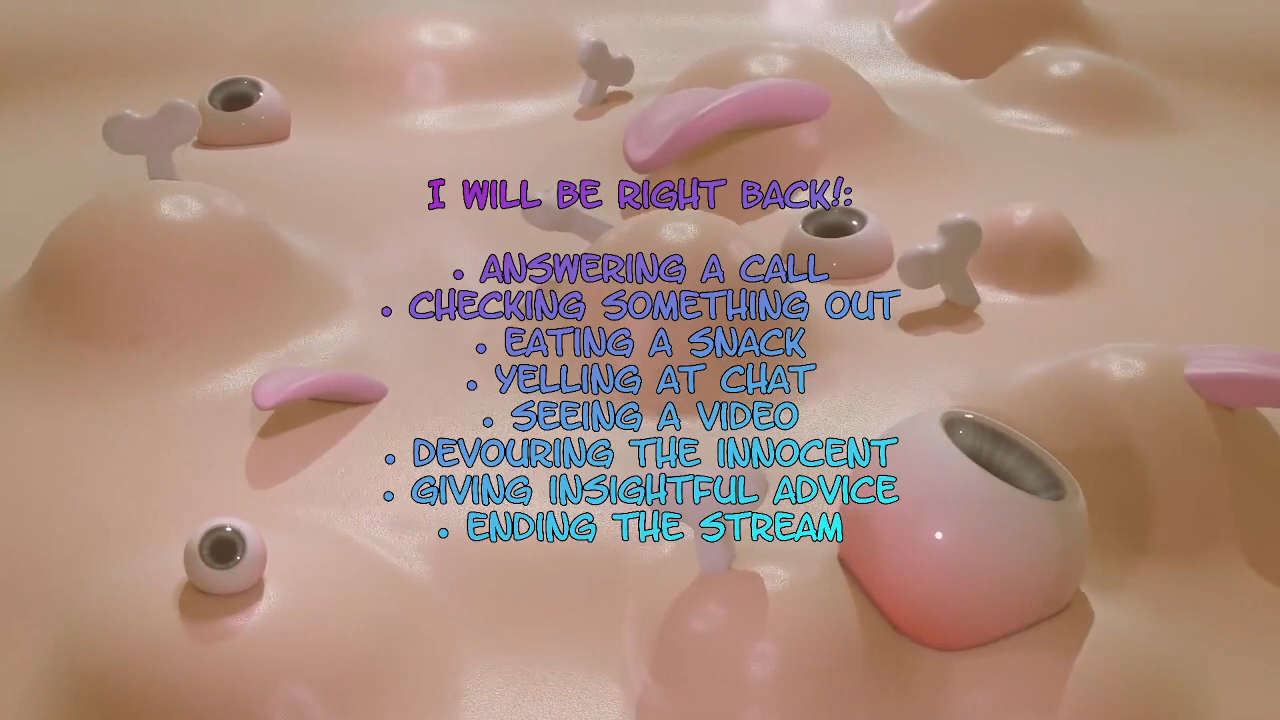 I WILL BE RIGHT BACK!:
• ANSWERING A CALL
• CHECKING SOMETHING OUT
• EATING A SNACK
• YELLING AT CHAT
• SEEING A VIDEO
• DEVOURING THE INNOCENT
• GIVING INSIGHTFUL ADVICE
• ENDING THE STREAM